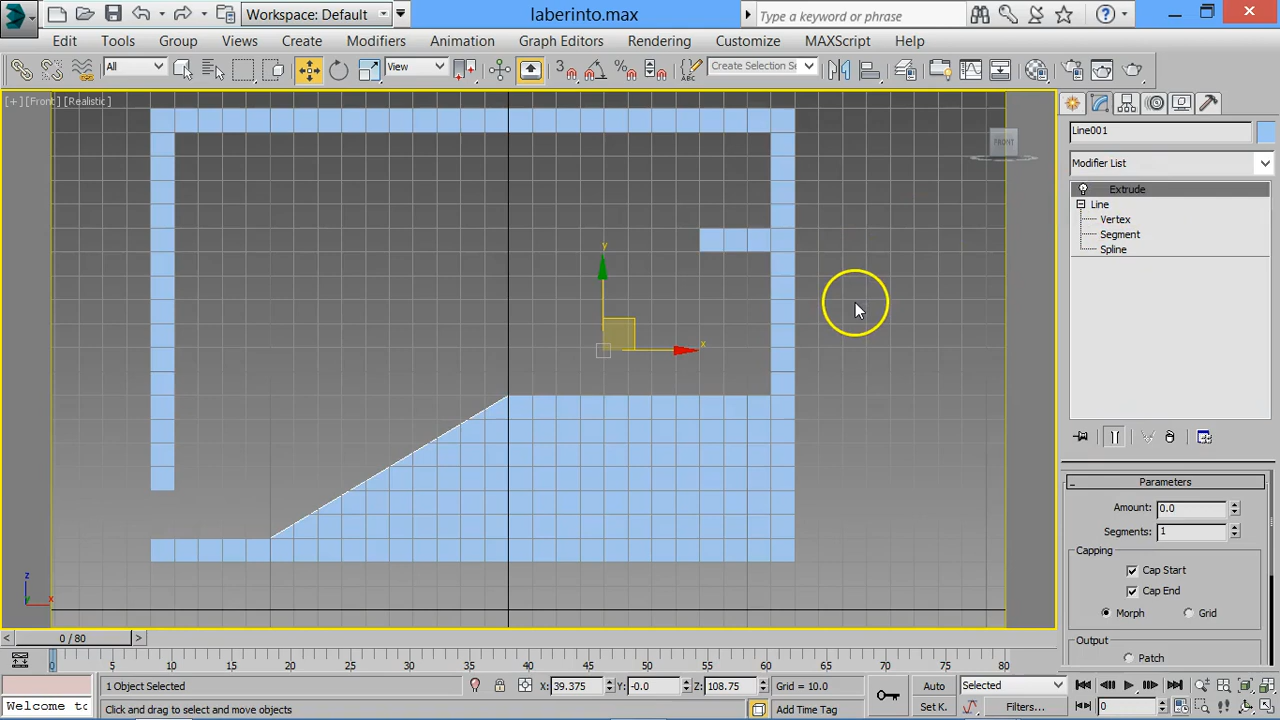 Workspace: Default
laberinto.max
Type a keyword or phrase
Edit Tools Group Views Create Modifiers Animation Graph Editors Rendering Customize MAXScript Help
All
View
3
Create Selection Se
[+] [Front] [Realistic]
FRONT
Line001
Modifier List
Extrude
Line
Vertex
Segment
Spline
y
x
z
y x
Parameters
Amount: 0.0
Segments: 1
Capping
Cap Start
Cap End
Morph Grid
Output
Patch
0 / 80
0 5 10 15 20 25 30 35 40 45 50 55 60 65 70 75 80
1 Object Selected
X: 39.375 Y: -0.0 Z: 108.75 Grid = 10.0
Auto Selected
Welcome to
Click and drag to select and move objects
Add Time Tag
Set K. Filters...
0